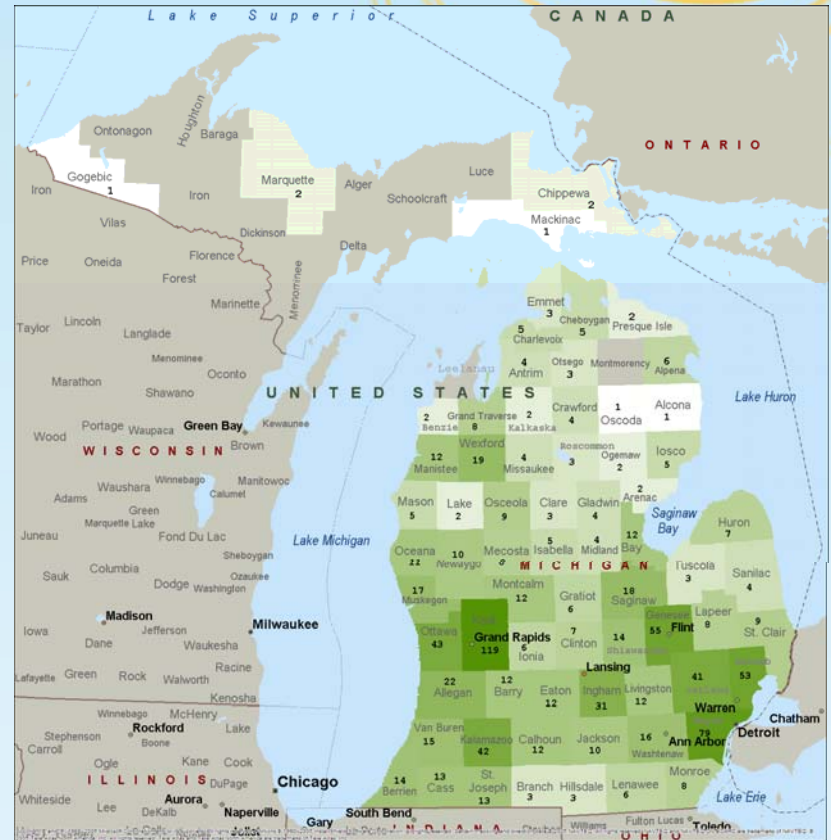 Lake Superior
CANADA
ONTARIO
Houghton
Ontonagon
Baraga
Gogebic
1
Iron
Iron
Marquette
2
Alger
Luce
Schoolcraft
Chippewa
2
Mackinac
1
Vilas
Dickinson
Delta
Menominee
Florence
Price
Oneida
Forest
Marinette
Taylor
Lincoln
Langlade
Menominee
Oconto
Marathon
Shawano
Emmet
3
Cheboygan
5
2
Presque Isle
5
Charlevoix
4
Antrim
Otsego
3
Montmorency
6
Alpena
Leelanau
UNITED STATES
Lake Huron
2
Benzie
Grand Traverse
8
2
Kalkaska
Crawford
4
1
Oscoda
Alcona
1
Portage
Waupaca
Green Bay
Kewaunee
Wood
Brown
WISCONSIN
12
Manistee
Wexford
19
4
Missaukee
Roscommon
3
Ogemaw
2
Iosco
5
Waushara
Winnebago
Calumet
Manitowoc
Adams
Green
Marquette Lake
Juneau
Fond Du Lac
Mason
5
Lake
2
Osceola
9
Clare
3
Gladwin
4
2
Arenac
Saginaw
Bay
Huron
7
Lake Michigan
Sheboygan
Oceana
10
Newaygo
Mecosta
5
Isabella
4
Midland
12
Bay
MICHIGAN
Tuscola
3
Sanilac
4
Sauk
Columbia
Dodge
Ozaukee
Washington
17
Muskegon
Montcalm
12
Gratiot
6
18
Saginaw
Madison
Milwaukee
Iowa
Jefferson
Dane
Waukesha
Ottawa
43
Grand Rapids
119
6
Ionia
7
Clinton
14
Genesee
55
Flint
Lapeer
8
9
St. Clair
Lafayette
Green
Rock
Walworth
Racine
Kenosha
22
Allegan
12
Barry
Eaton
12
Lansing
Ingham
31
Livingston
12
41
53
Warren
Winnebago
McHenry
Rockford
Stephenson
Boone
Lake
Carroll
Van Buren
15
Kalamazoo
42
Calhoun
12
Jackson
10
16
Washtenaw
Ann Arbor
79
Detroit
Chatham
Ogle
Kane
Cook
ILLINOIS
DuPage
Chicago
Whiteside
Lee
DeKalb
Aurora
Naperville
14
Berrien
13
Cass
St.
Joseph
13
Branch
3
Hillsdale
3
Lenawee
6
Monroe
8
Lake Erie
Gary
South Bend
INDIANA
Williams
Fulton
Lucas
Toledo
OHIO